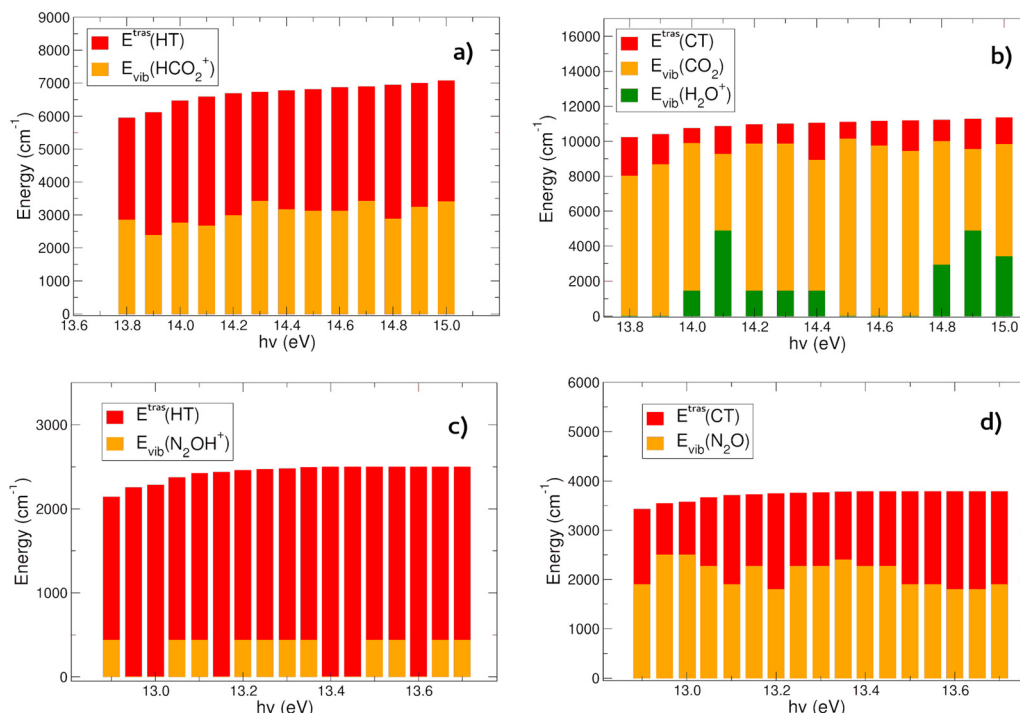 a)
E^tras(HT)
E_vib(HCO₂⁺)
9000
8000
7000
6000
5000
4000
3000
2000
1000
0
Energy (cm⁻¹)
13.6 13.8 14.0 14.2 14.4 14.6 14.8 15.0
hν (eV)
b)
E^tras(CT)
E_vib(CO₂)
E_vib(H₂O⁺)
16000
14000
12000
10000
8000
6000
4000
2000
0
Energy (cm⁻¹)
13.8 14.0 14.2 14.4 14.6 14.8 15.0
hν (eV)
c)
E^tras(HT)
E_vib(N₂OH⁺)
3000
2000
1000
0
Energy (cm⁻¹)
13.0 13.2 13.4 13.6
hν (eV)
d)
E^tras(CT)
E_vib(N₂O)
6000
5000
4000
3000
2000
1000
0
Energy (cm⁻¹)
13.0 13.2 13.4 13.6
hν (eV)